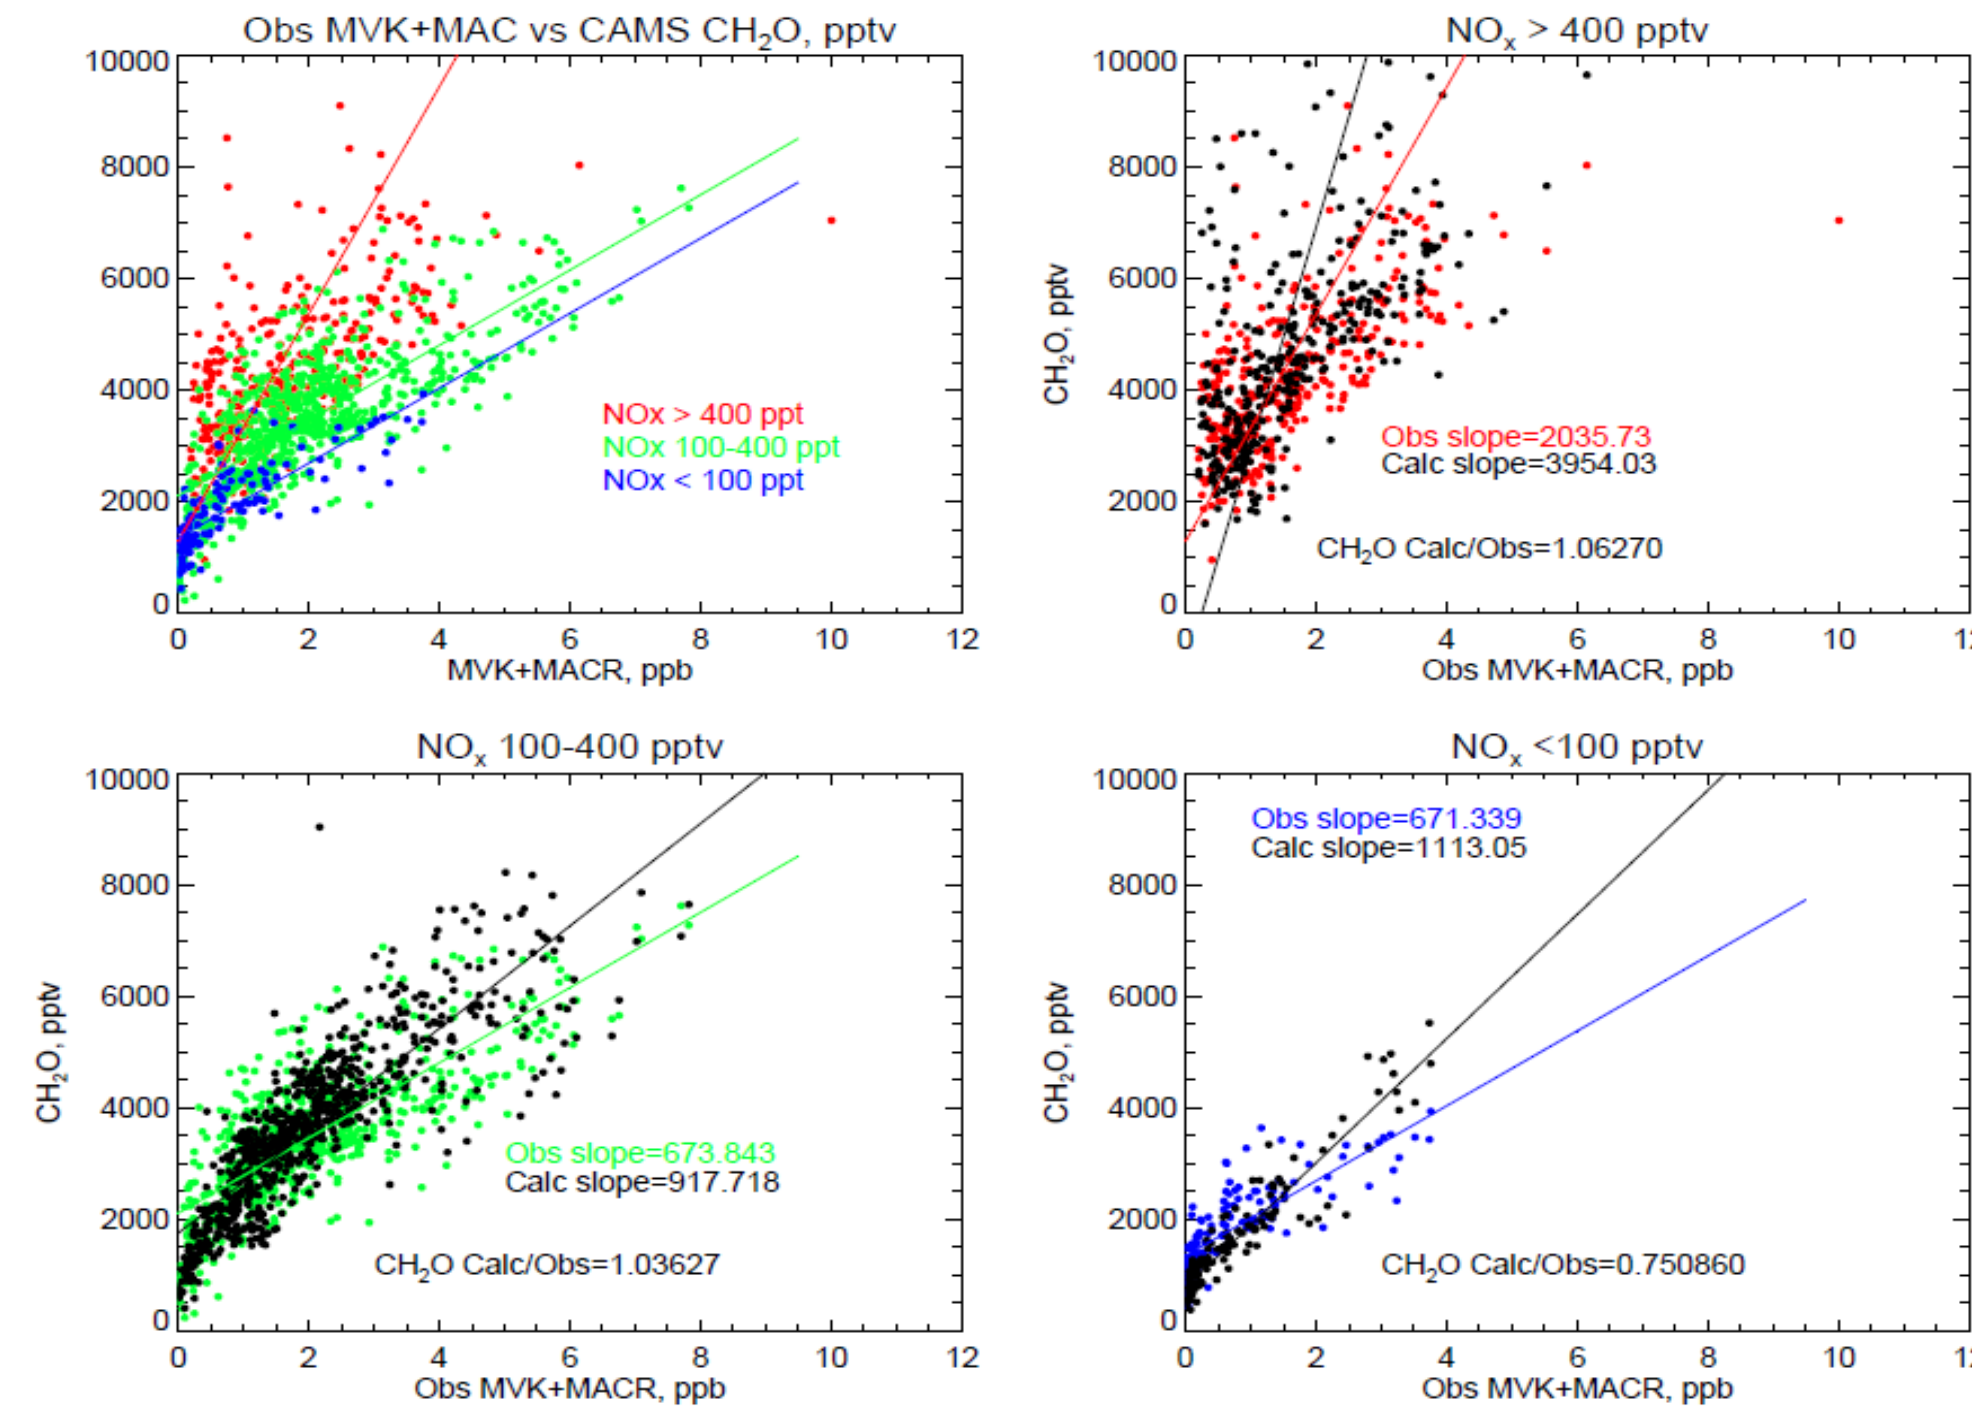 Obs MVK+MAC vs CAMS CH₂O, pptv
10000
8000
6000
4000
2000
0
NOx > 400 ppt
NOx 100-400 ppt
NOx < 100 ppt
0 2 4 6 8 10 12
MVK+MACR, ppb
NOₓ > 400 pptv
CH₂O, pptv
10000
8000
6000
4000
2000
0
Obs slope=2035.73
Calc slope=3954.03
CH₂O Calc/Obs=1.06270
0 2 4 6 8 10
Obs MVK+MACR, ppb
NOₓ 100-400 pptv
CH₂O, pptv
10000
8000
6000
4000
2000
0
Obs slope=673.843
Calc slope=917.718
CH₂O Calc/Obs=1.03627
0 2 4 6 8 10 12
Obs MVK+MACR, ppb
NOₓ <100 pptv
CH₂O, pptv
10000
8000
6000
4000
2000
0
Obs slope=671.339
Calc slope=1113.05
CH₂O Calc/Obs=0.750860
0 2 4 6 8 10
Obs MVK+MACR, ppb